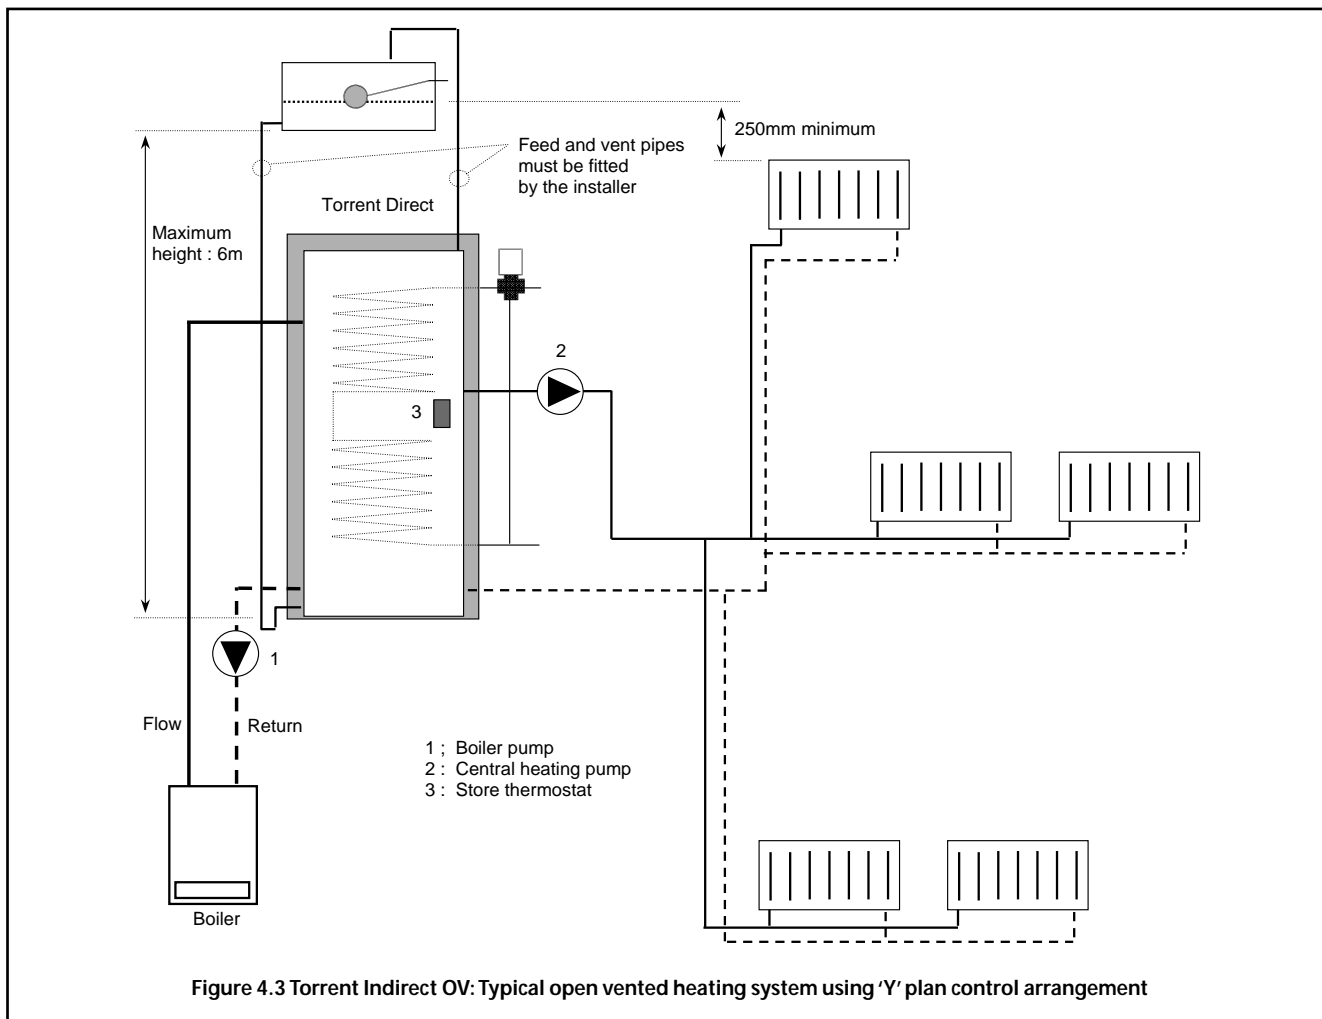 250mm minimum
Feed and vent pipes
must be fitted
by the installer
Torrent Direct
Maximum
height : 6m
2
3
1
Flow
Return
1 ; Boiler pump
2 : Central heating pump
3 : Store thermostat
Boiler
Figure 4.3 Torrent Indirect OV: Typical open vented heating system using ‘Y’ plan control arrangement